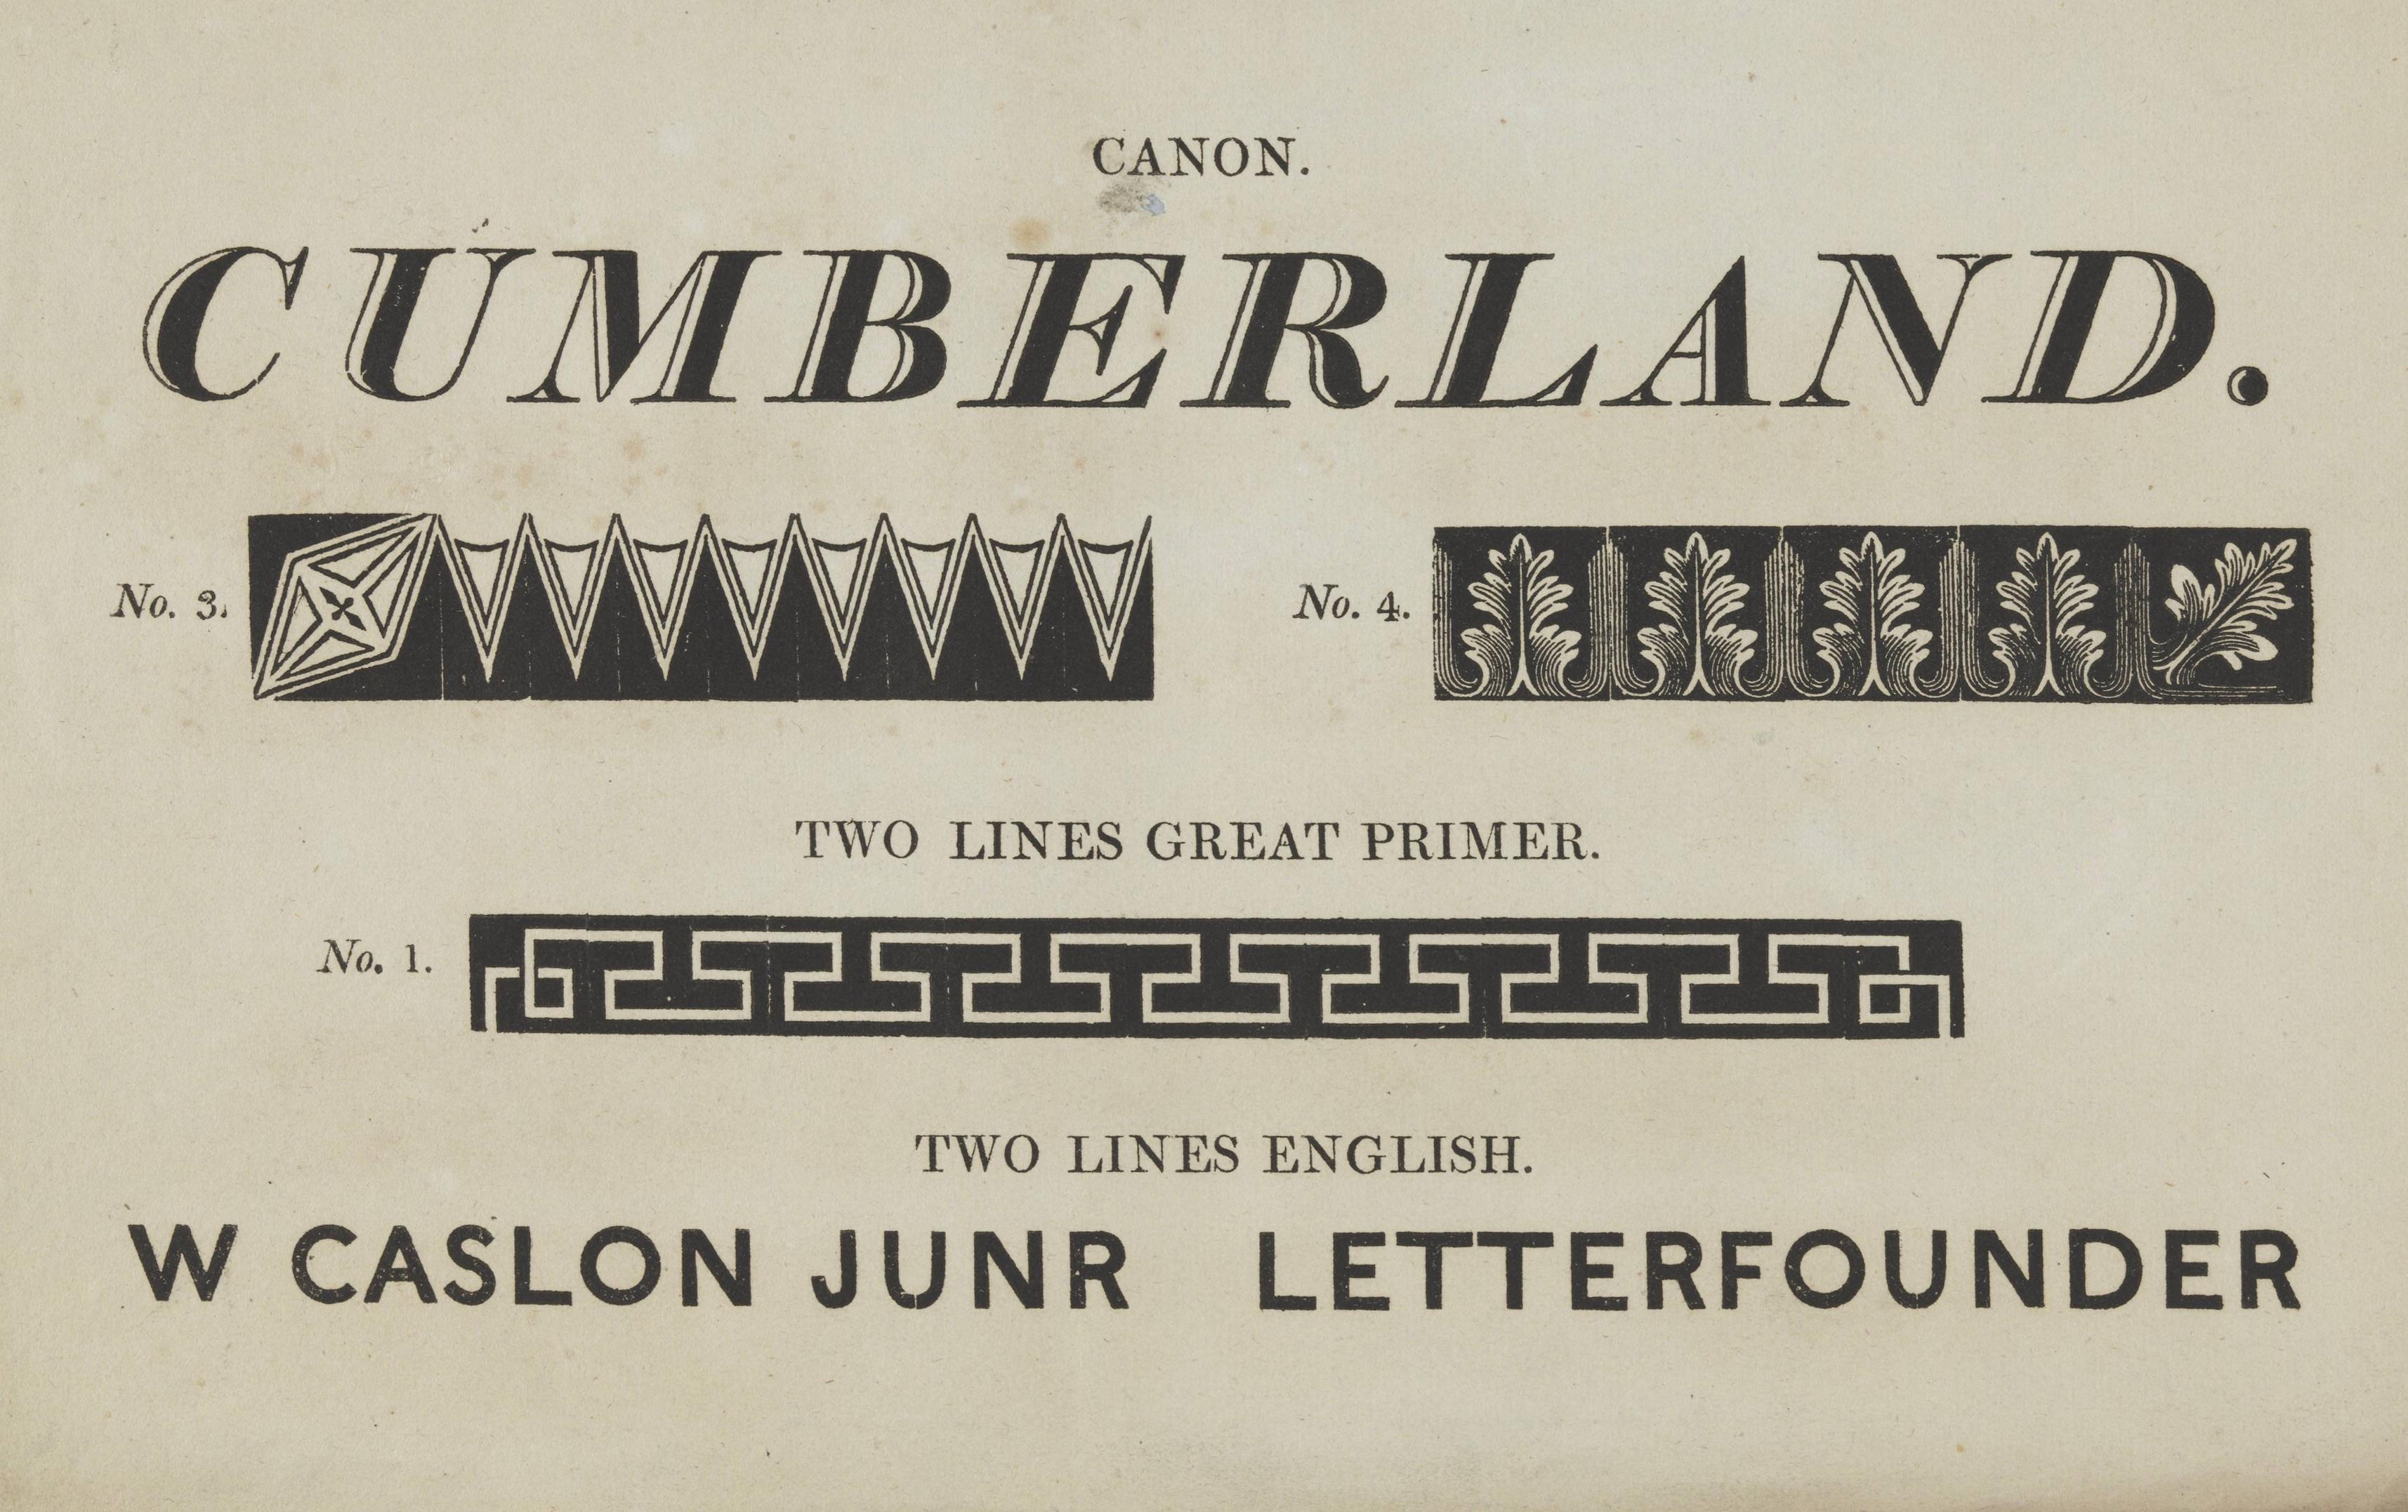 CANON.
CUMBERLAND.
No. 3.
No. 4.
TWO LINES GREAT PRIMER.
No. 1.
TWO LINES ENGLISH.
W CASLON JUNR LETTERFOUNDER